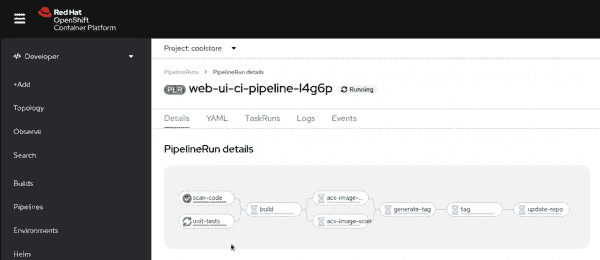 Red Hat
OpenShift
Container Platform
Developer
+Add
Topology
Observe
Search
Builds
Pipelines
Environments
Helm
Project: coolstore
PipelineRuns > PipelineRun details
PLR web-ui-ci-pipeline-l4g6p Running
Details YAML TaskRuns Logs Events
PipelineRun details
scan-code
unit-tests
build
acs-image-...
acs-image-scan
generate-tag
tag
update-repo